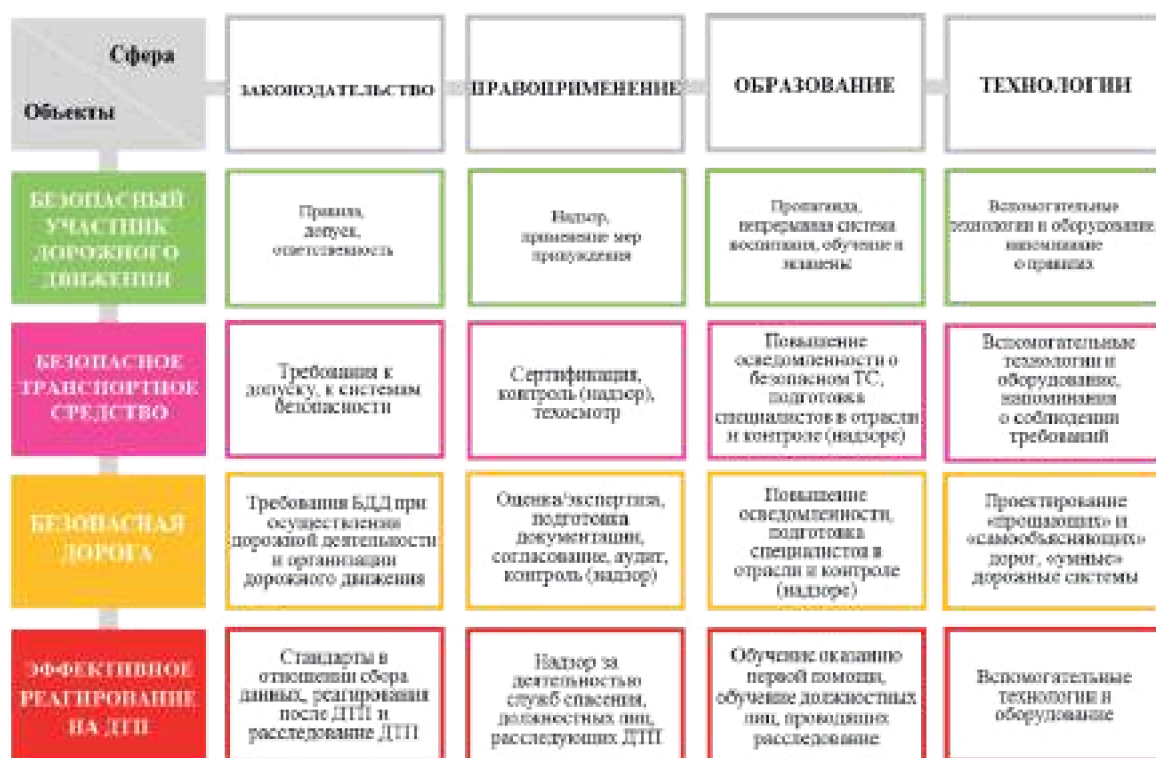 Сфера
Объекты
ЗАКОНОДАТЕЛЬСТВО
ПРАВОПРИМЕНЕНИЕ
ОБРАЗОВАНИЕ
ТЕХНОЛОГИИ
БЕЗОПАСНЫЙ
УЧАСТНИК
ДОРОЖНОГО
ДВИЖЕНИЯ
Правила,
допуск,
ответственность
Надзор,
применение мер
принуждения
Пропаганда,
непрерывная система
воспитания, обучение и
экзамены
Вспомогательные
технологии и оборудование,
напоминание
о правилах
БЕЗОПАСНОЕ
ТРАНСПОРТНОЕ
СРЕДСТВО
Требования к
допуску, к системам
безопасности
Сертификация,
контроль (надзор),
техосмотр
Повышение
осведомленности о
безопасном ТС,
подготовка
специалистов в отрасли
и контроле (надзоре)
Вспомогательные
технологии и
оборудование,
напоминания
о соблюдении
требований
БЕЗОПАСНАЯ
ДОРОГА
Требования БДД при
осуществлении
дорожной деятельности
и организации
дорожного движения
Оценка/экспертиза,
подготовка
документации,
согласование, аудит,
контроль (надзор)
Повышение
осведомленности,
подготовка
специалистов в
отрасли и контроле
(надзоре)
Проектирование
«прощающих» и
«самообъясняющих»
дорог, «умные»
дорожные системы
ЭФФЕКТИВНОЕ
РЕАГИРОВАНИЕ
НА ДТП
Стандарты в
отношении сбора
данных, реагирования
после ДТП и
расследование ДТП
Надзор за
деятельностью
служб спасения,
должностных лиц,
расследующих ДТП
Обучение оказанию
первой помощи,
обучение должностных
лиц, проводящих
расследование
Вспомогательные
технологии и
оборудование